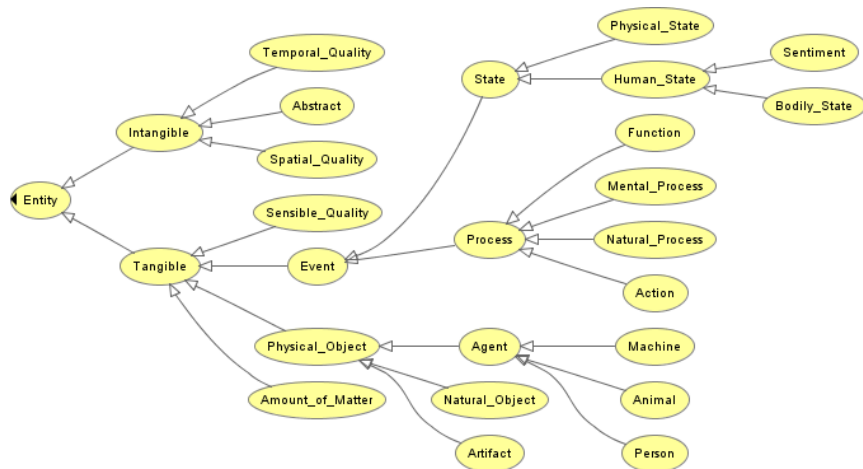 Physical_State
Temporal_Quality
Sentiment
State
Human_State
Abstract
Bodily_State
Intangible
Function
Spatial_Quality
Mental_Process
Entity
Sensible_Quality
Process
Natural_Process
Tangible
Event
Action
Physical_Object
Agent
Machine
Amount_of_Matter
Natural_Object
Animal
Artifact
Person